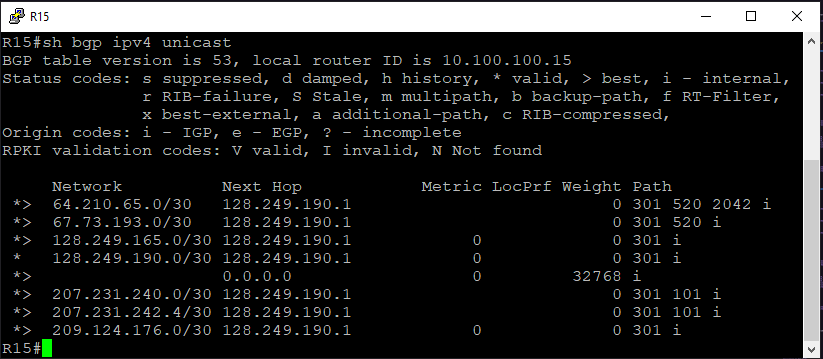 R15
R15#sh bgp ipv4 unicast
BGP table version is 53, local router ID is 10.100.100.15
Status codes: s suppressed, d damped, h history, * valid, > best, i - internal,
              r RIB-failure, S Stale, m multipath, b backup-path, f RT-Filter,
              x best-external, a additional-path, c RIB-compressed,
Origin codes: i - IGP, e - EGP, ? - incomplete
RPKI validation codes: V valid, I invalid, N Not found

     Network          Next Hop            Metric LocPrf Weight Path
 *>  64.210.65.0/30   128.249.190.1                          0 301 520 2042 i
 *>  67.73.193.0/30   128.249.190.1                          0 301 520 i
 *>  128.249.165.0/30 128.249.190.1            0             0 301 i
 *   128.249.190.0/30 128.249.190.1            0             0 301 i
 *>                   0.0.0.0                  0         32768 i
 *>  207.231.240.0/30 128.249.190.1                          0 301 101 i
 *>  207.231.242.4/30 128.249.190.1                          0 301 101 i
 *>  209.124.176.0/30 128.249.190.1            0             0 301 i
R15#